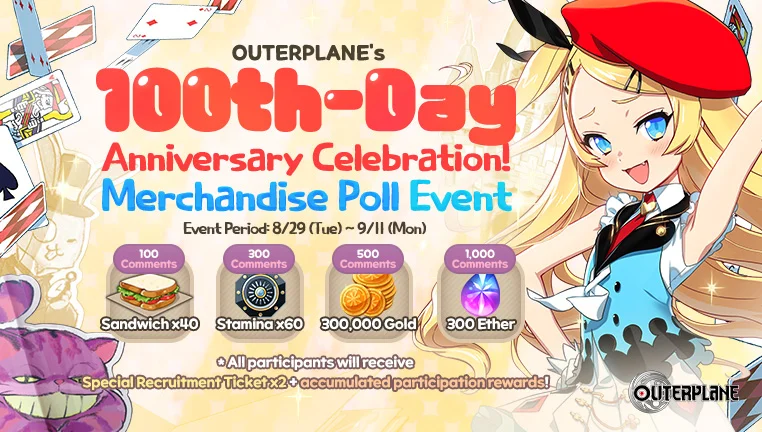 OUTERPLANE's
100th-Day
Anniversary Celebration!
Merchandise Poll Event
Event Period: 8/29 (Tue) ~ 9/11 (Mon)
100 Comments
300 Comments
500 Comments
1,000 Comments
Sandwich x40
Stamina x60
300,000 Gold
300 Ether
* All participants will receive
Special Recruitment Ticket x2 + accumulated participation rewards!
OUTERPLANE